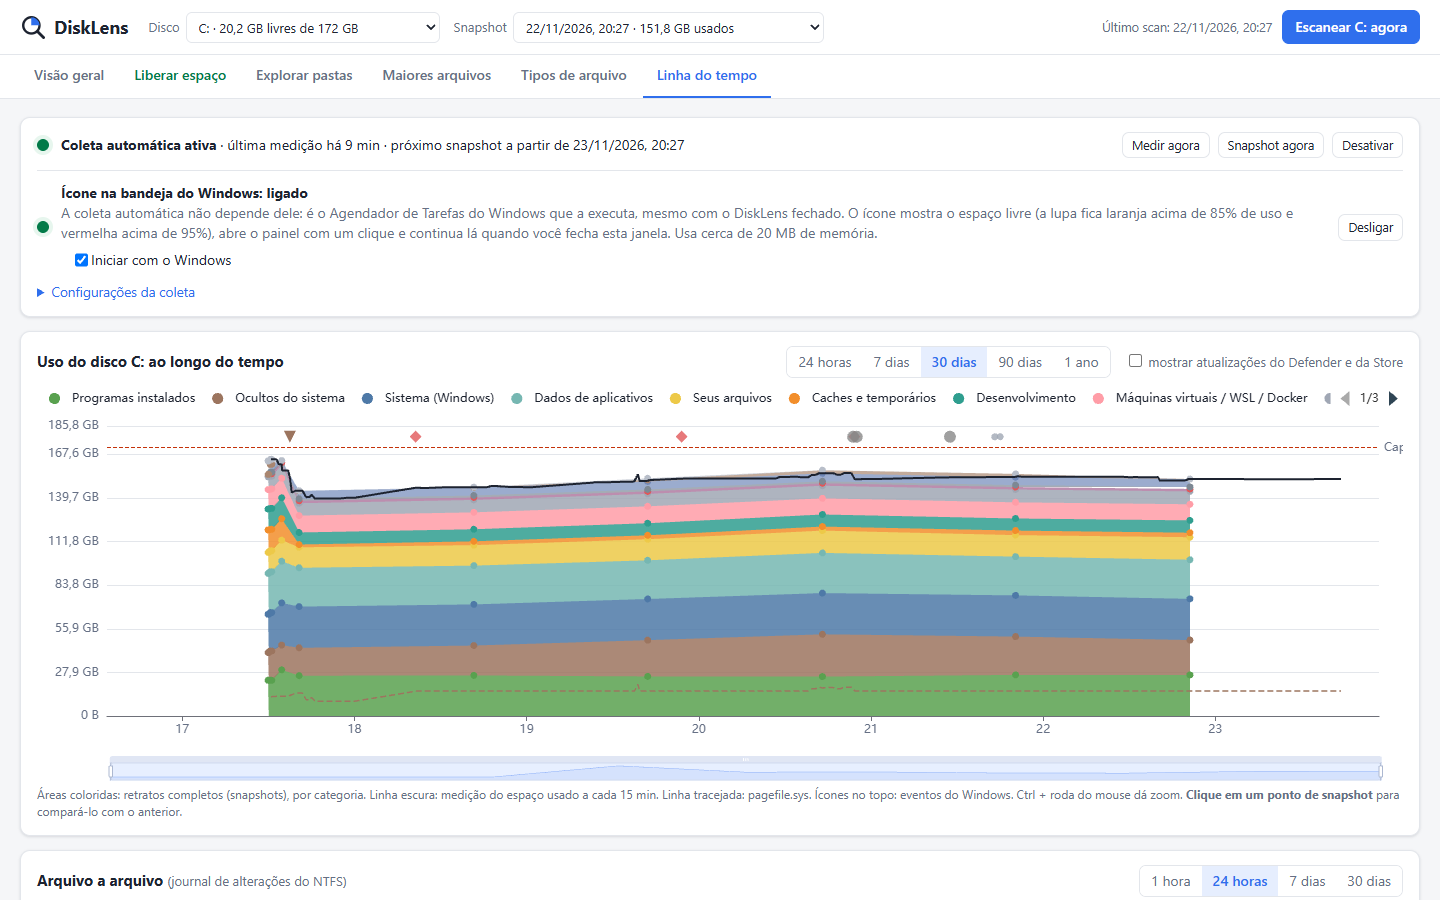 DiskLens
Disco
C: · 20,2 GB livres de 172 GB
Snapshot
22/11/2026, 20:27 · 151,8 GB usados
Último scan: 22/11/2026, 20:27
Escanear C: agora
Visão geral
Liberar espaço
Explorar pastas
Maiores arquivos
Tipos de arquivo
Linha do tempo
Coleta automática ativa · última medição há 9 min · próximo snapshot a partir de 23/11/2026, 20:27
Medir agora
Snapshot agora
Desativar
Ícone na bandeja do Windows: ligado
A coleta automática não depende dele: é o Agendador de Tarefas do Windows que a executa, mesmo com o DiskLens fechado. O ícone mostra o espaço livre (a lupa fica laranja acima de 85% de uso e
vermelha acima de 95%), abre o painel com um clique e continua lá quando você fecha esta janela. Usa cerca de 20 MB de memória.
Desligar
Iniciar com o Windows
Configurações da coleta
Uso do disco C: ao longo do tempo
24 horas
7 dias
30 dias
90 dias
1 ano
mostrar atualizações do Defender e da Store
Programas instalados
Ocultos do sistema
Sistema (Windows)
Dados de aplicativos
Seus arquivos
Caches e temporários
Desenvolvimento
Máquinas virtuais / WSL / Docker
1/3
185,8 GB
167,6 GB
139,7 GB
111,8 GB
83,8 GB
55,9 GB
27,9 GB
0 B
Cap
17
18
19
20
21
22
23
Áreas coloridas: retratos completos (snapshots), por categoria. Linha escura: medição do espaço usado a cada 15 min. Linha tracejada: pagefile.sys. Ícones no topo: eventos do Windows. Ctrl + roda do mouse dá zoom. Clique em um ponto de snapshot para
compará-lo com o anterior.
Arquivo a arquivo (journal de alterações do NTFS)
1 hora
24 horas
7 dias
30 dias